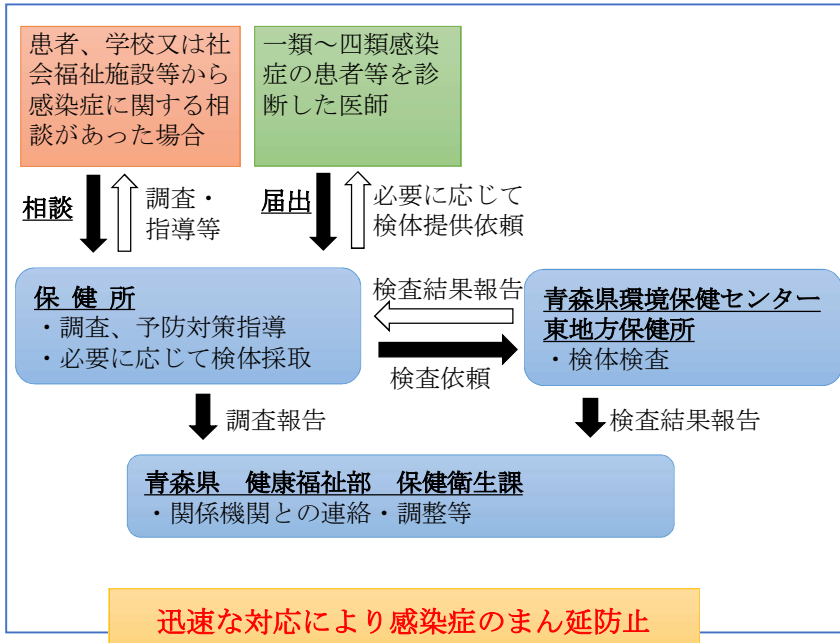 患者、学校又は社
会福祉施設等から
感染症に関する相
談があった場合
一類～四類感染
症の患者等を診
断した医師
相談
調査・
指導等
届出
必要に応じて
検体提供依頼
保 健 所
・調査、予防対策指導
・必要に応じて検体採取
検査結果報告
検査依頼
青森県環境保健センター
東地方保健所
・検体検査
調査報告
検査結果報告
青森県　健康福祉部　保健衛生課
・関係機関との連絡・調整等
迅速な対応により感染症のまん延防止